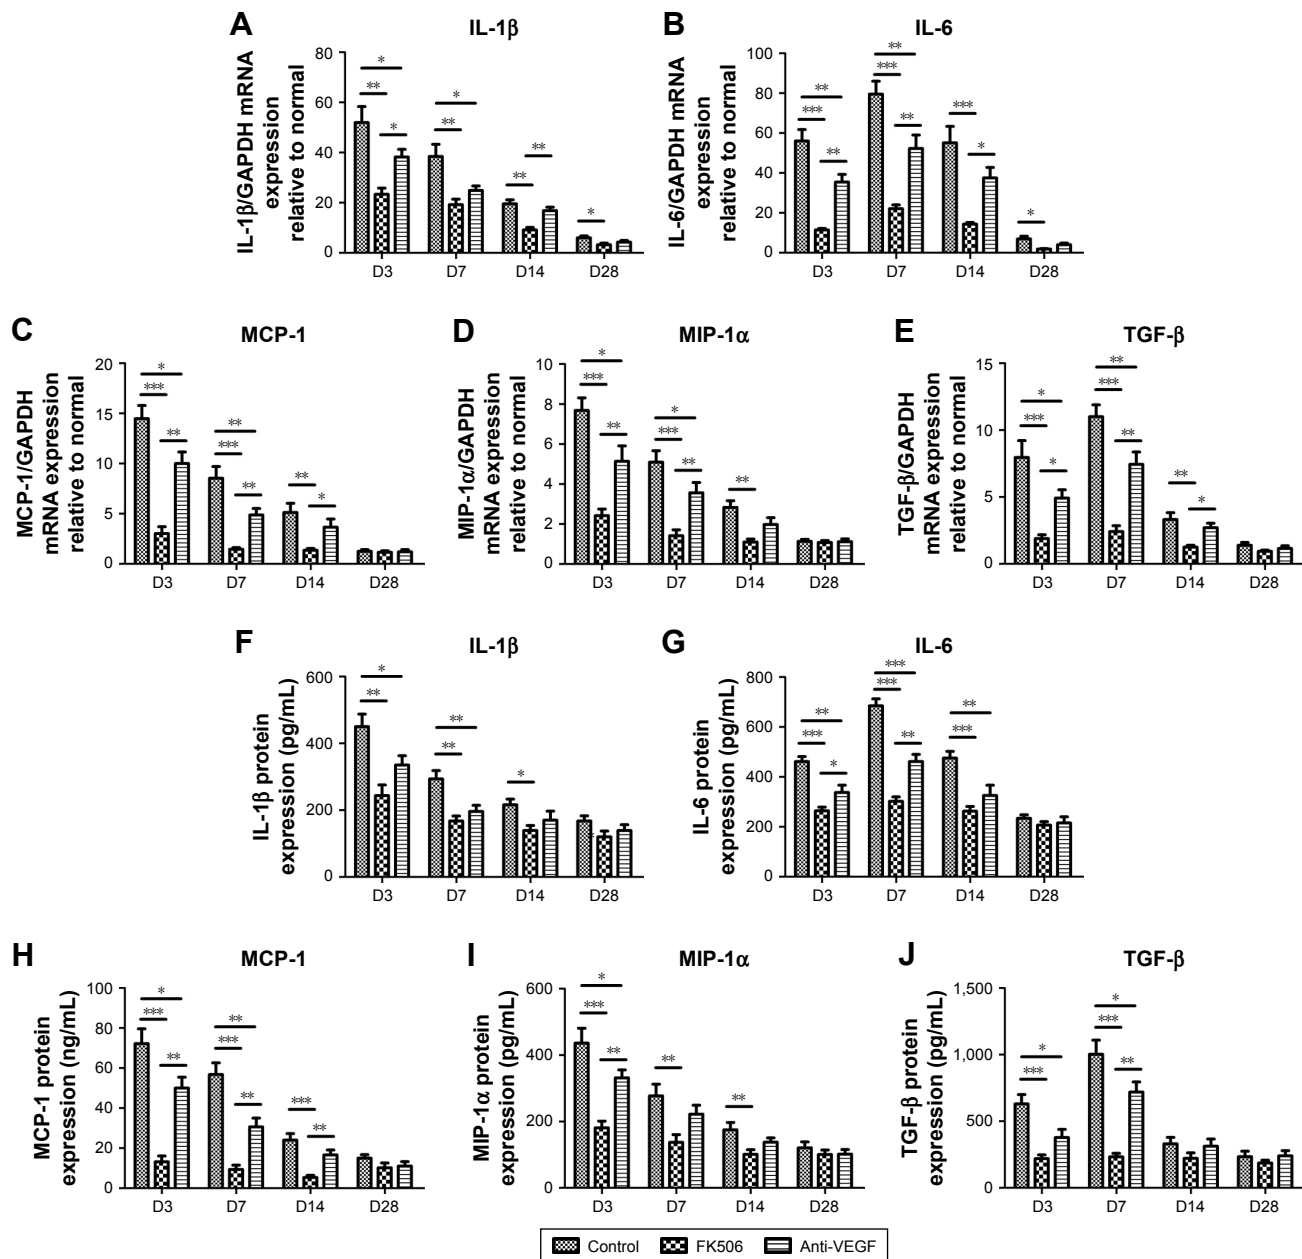 A
IL-1β
IL-1β/GAPDH mRNA
expression
relative to normal
80
60
40
20
0
*
**
*
*
**
**
**
*
D3 D7 D14 D28
B
IL-6
IL-6/GAPDH mRNA
expression
relative to normal
100
80
60
40
20
0
**
***
**
**
***
**
***
*
*
D3 D7 D14 D28
C
MCP-1
MCP-1/GAPDH
mRNA expression
relative to normal
20
15
10
5
0
*
***
**
**
***
**
**
*
D3 D7 D14 D28
D
MIP-1α
MIP-1α/GAPDH
mRNA expression
relative to normal
10
8
6
4
2
0
*
***
**
*
***
**
**
D3 D7 D14 D28
E
TGF-β
TGF-β/GAPDH
mRNA expression
relative to normal
15
10
5
0
*
***
*
**
***
**
**
*
D3 D7 D14 D28
F
IL-1β
IL-1β protein
expression (pg/mL)
600
400
200
0
*
**
**
**
*
*
D3 D7 D14 D28
G
IL-6
IL-6 protein
expression (pg/mL)
800
600
400
200
0
**
***
*
***
***
**
**
***
D3 D7 D14 D28
H
MCP-1
MCP-1 protein
expression (ng/mL)
100
80
60
40
20
0
*
***
**
**
***
**
***
**
D3 D7 D14 D28
I
MIP-1α
MIP-1α protein
expression (pg/mL)
600
400
200
0
*
***
**
**
**
D3 D7 D14 D28
J
TGF-β
TGF-β protein
expression (pg/mL)
1,500
1,000
500
0
*
***
*
***
**
D3 D7 D14 D28
Control FK506 Anti-VEGF